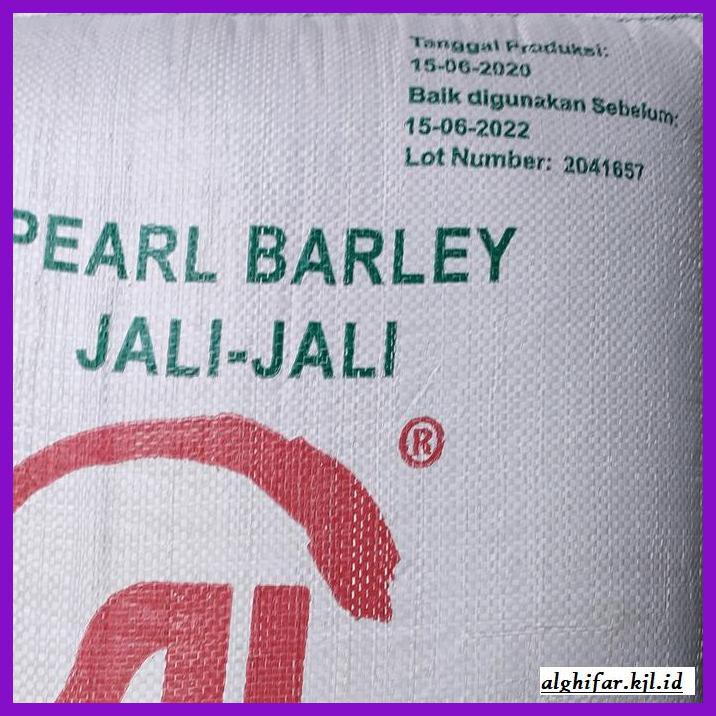 Tanggal Produksi:
15-06-2020
Baik digunakan Sebelum:
15-06-2022
Lot Number: 2041657
PEARL BARLEY
JALI-JALI
®
alghifar.kjl.id